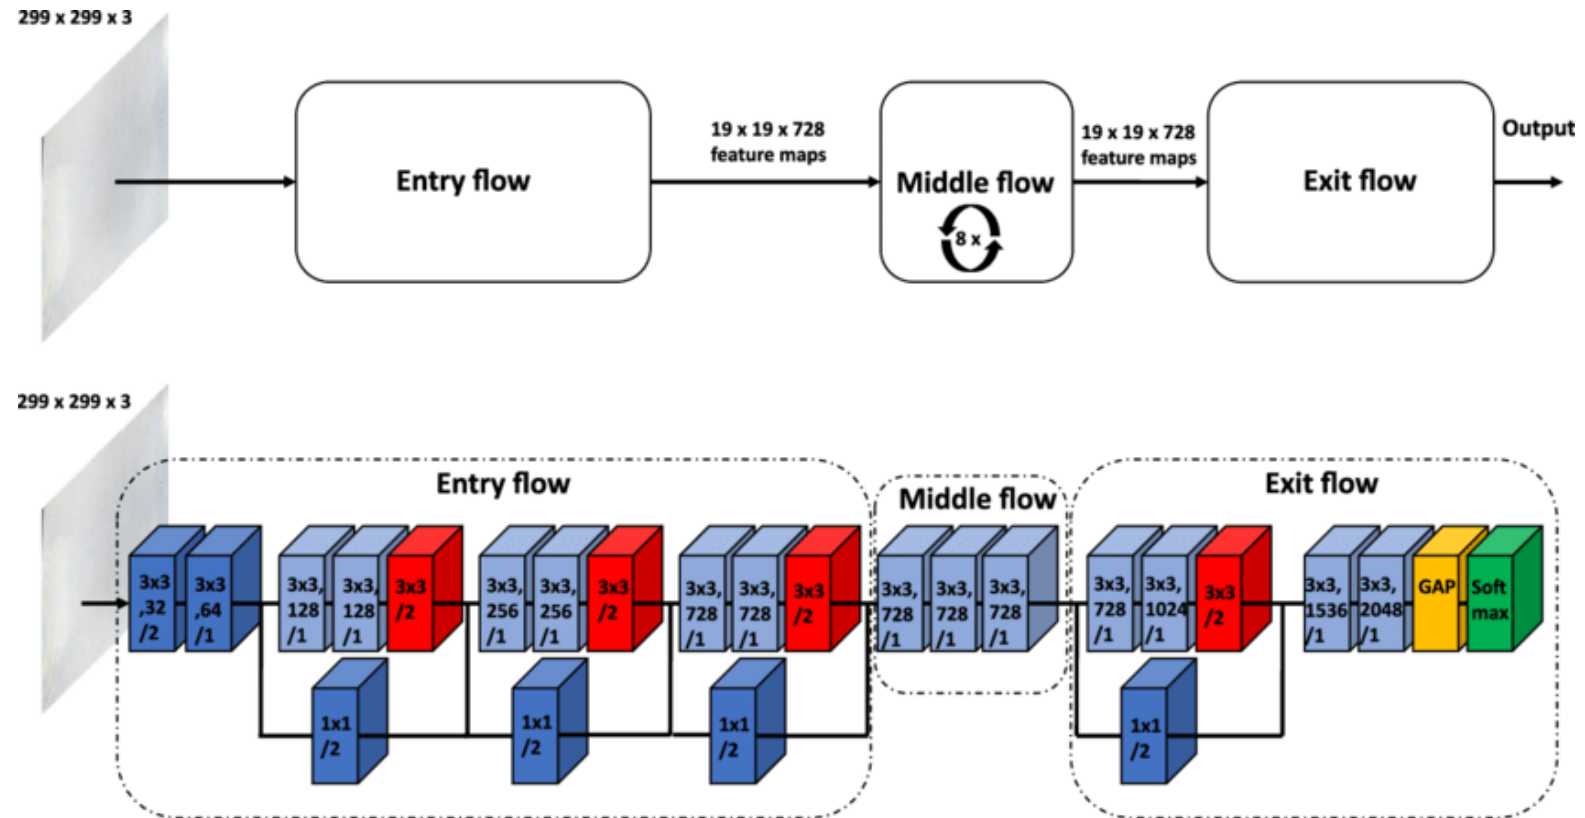 299 x 299 x 3
Entry flow
19 x 19 x 728
feature maps
Middle flow
8 x
19 x 19 x 728
feature maps
Exit flow
Output
299 x 299 x 3
Entry flow
Middle flow
Exit flow
3x3
,32
/2
3x3
,64
/1
3x3,
128
/1
3x3,
128
/1
3x3
/2
3x3,
256
/1
3x3,
256
/1
3x3
/2
3x3,
728
/1
3x3,
728
/1
3x3
/2
3x3,
728
/1
3x3,
728
/1
3x3,
728
/1
3x3,
728
/1
3x3,
1024
/1
3x3
/2
3x3,
1536
/1
3x3,
2048
/1
GAP
Soft
max
1x1
/2
1x1
/2
1x1
/2
1x1
/2